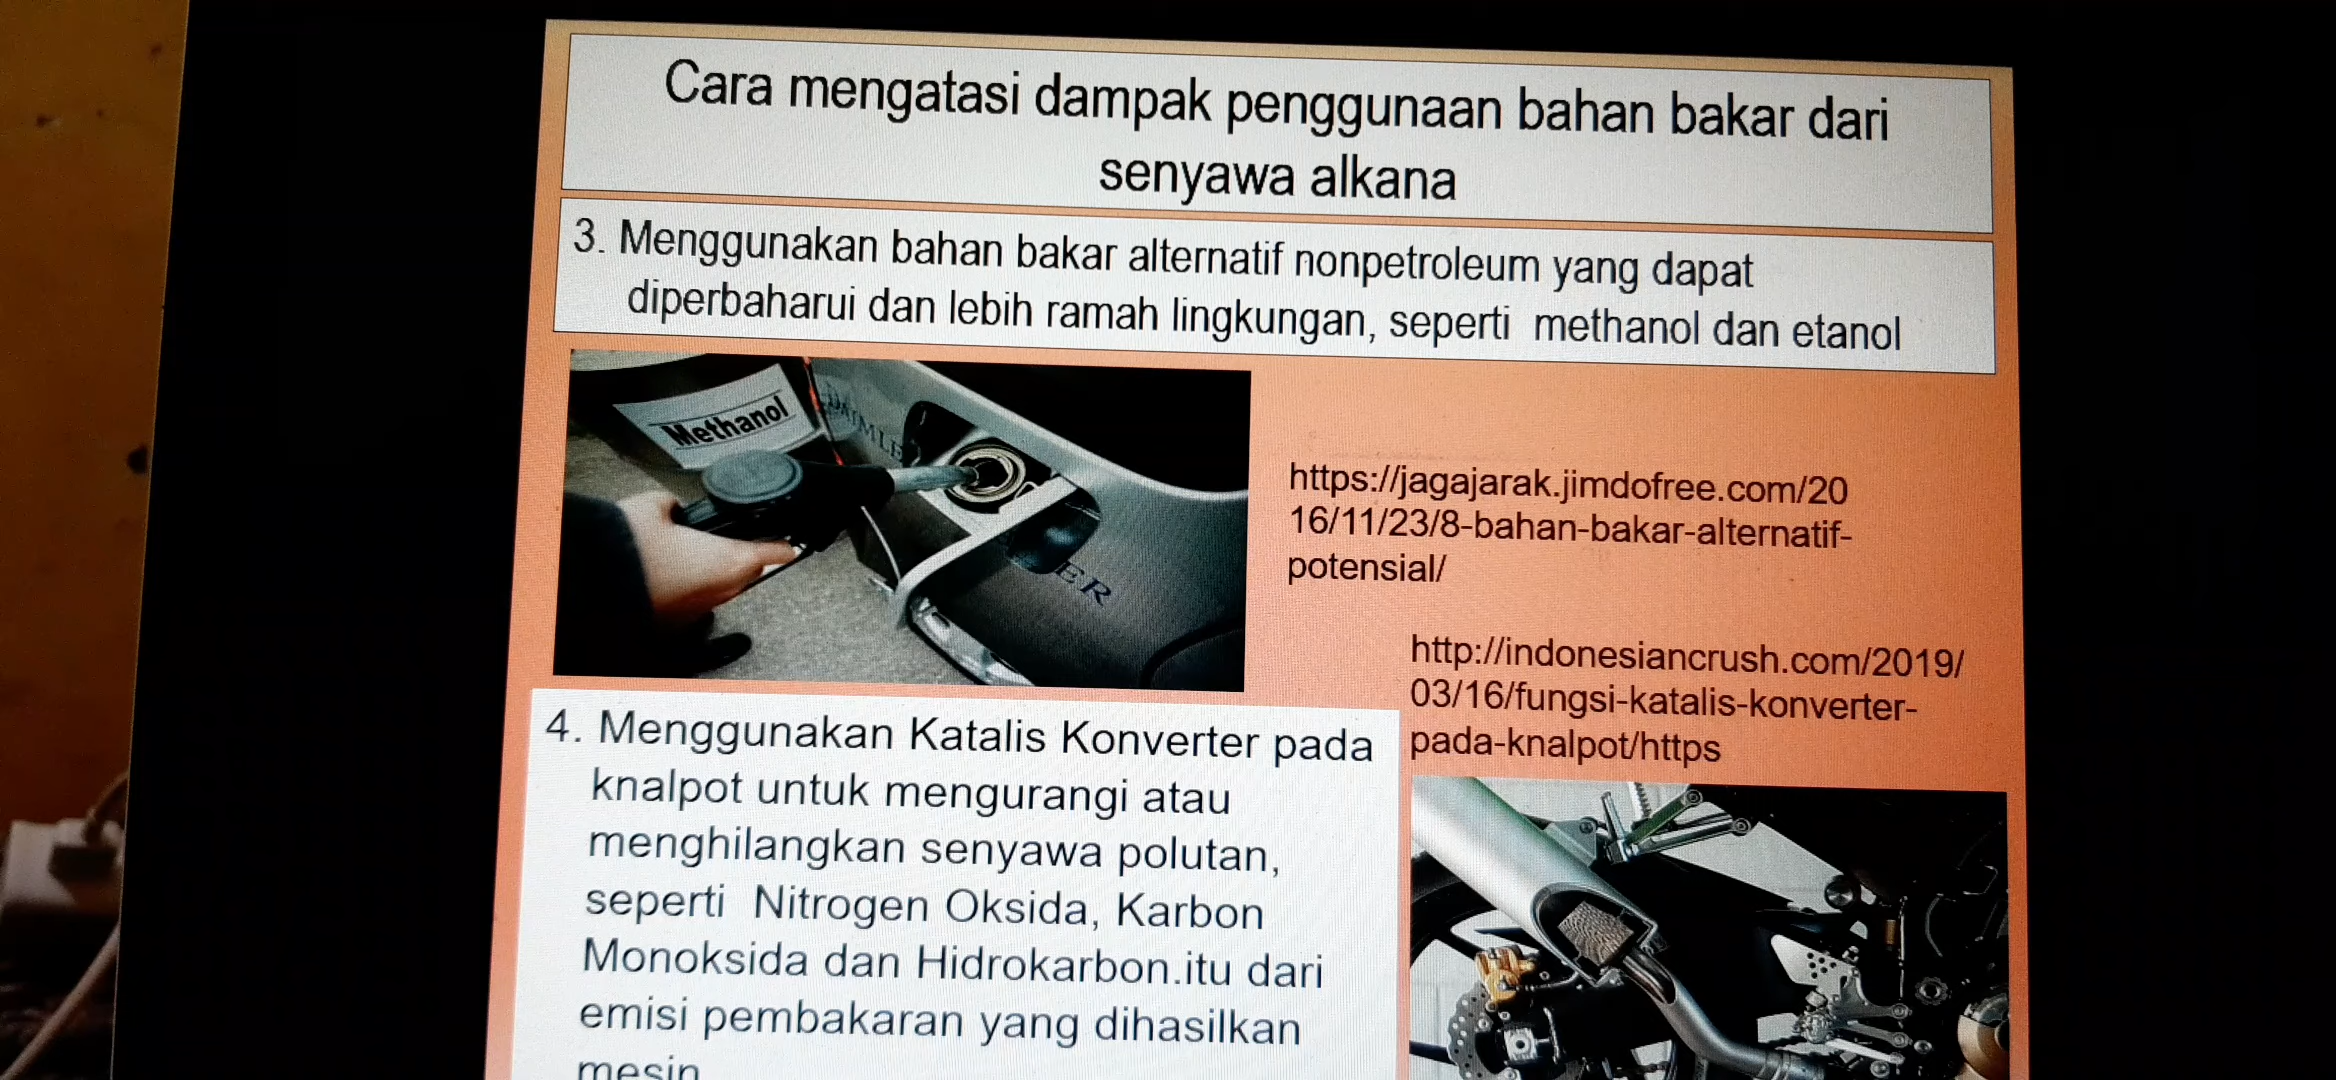 Cara mengatasi dampak penggunaan bahan bakar dari
senyawa alkana
3. Menggunakan bahan bakar alternatif nonpetroleum yang dapat
diperbaharui dan lebih ramah lingkungan, seperti methanol dan etanol
Methanol
DAIMLER
ER
https://jagajarak.jimdofree.com/20
16/11/23/8-bahan-bakar-alternatif-
potensial/
http://indonesiancrush.com/2019/
03/16/fungsi-katalis-konverter-
pada-knalpot/https
4. Menggunakan Katalis Konverter pada
knalpot untuk mengurangi atau
menghilangkan senyawa polutan,
seperti Nitrogen Oksida, Karbon
Monoksida dan Hidrokarbon.itu dari
emisi pembakaran yang dihasilkan
mesin